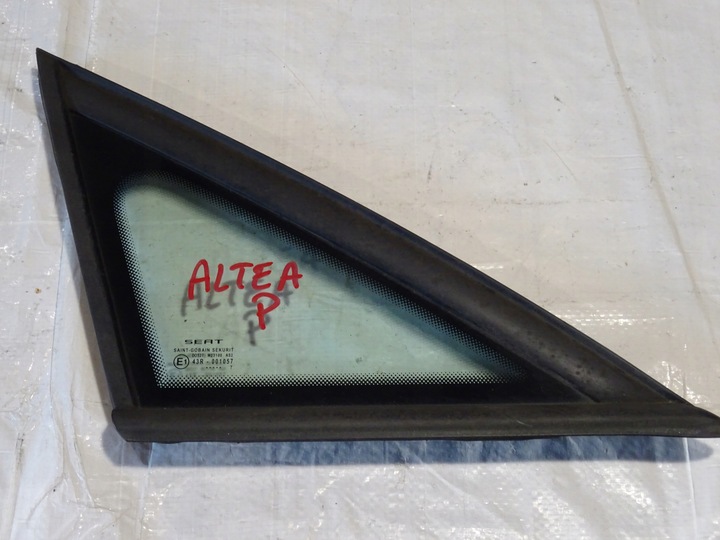 ALTEA
P
SEAT
SAINT-GOBAIN SEKURIT
E1 43R - 001057